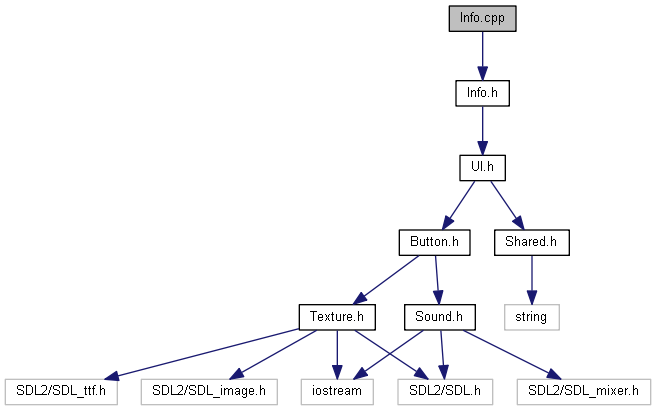 Info.cpp
Info.h
UI.h
Button.h
Shared.h
Texture.h
Sound.h
string
SDL2/SDL_ttf.h
SDL2/SDL_image.h
iostream
SDL2/SDL.h
SDL2/SDL_mixer.h